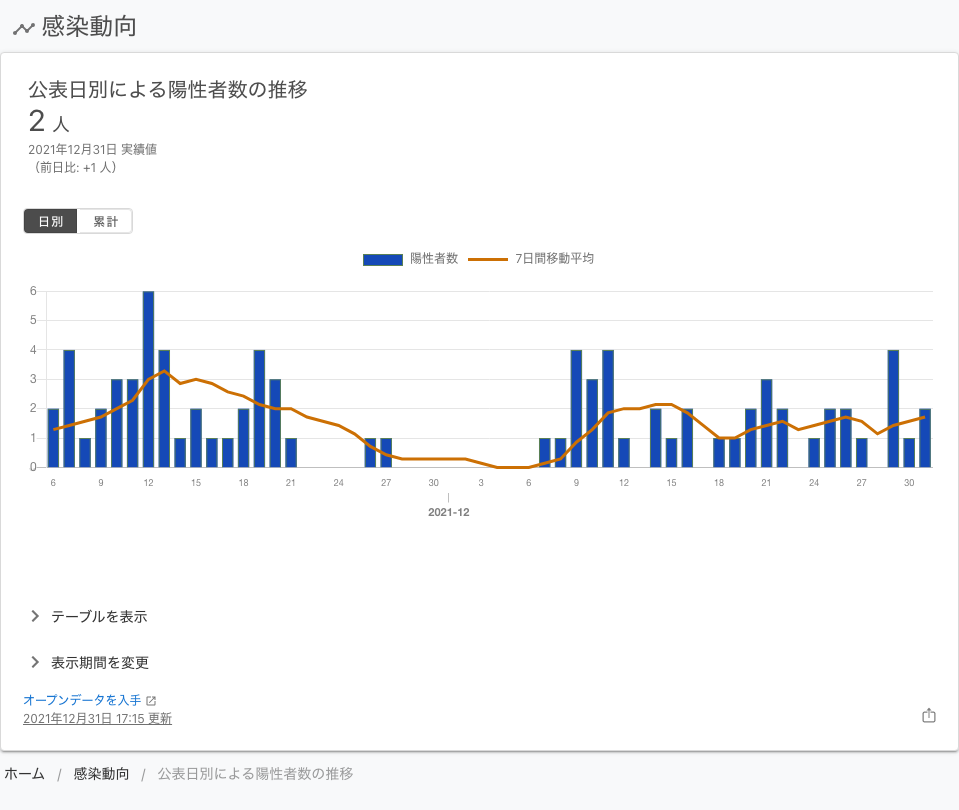 感染動向
公表日別による陽性者数の推移
2 人
2021年12月31日 実績値
（前日比: +1 人）
日別 累計
陽性者数 7日間移動平均
6
5
4
3
2
1
0
6 9 12 15 18 21 24 27 30 3 6 9 12 15 18 21 24 27 30
2021-12
テーブルを表示
表示期間を変更
オープンデータを入手
2021年12月31日 17:15 更新
ホーム / 感染動向 / 公表日別による陽性者数の推移